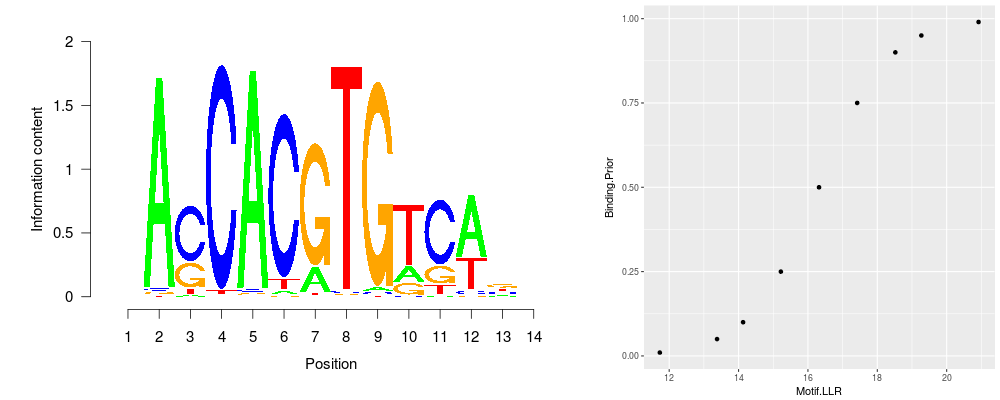 2
1.5
1
0.5
0
Information content
A C C A C G T G T C A
G T A A G T
T G T
1 2 3 4 5 6 7 8 9 10 11 12 13 14
Position
1.00
0.75
0.50
0.25
0.00
Binding.Prior
12 14 16 18 20
Motif.LLR